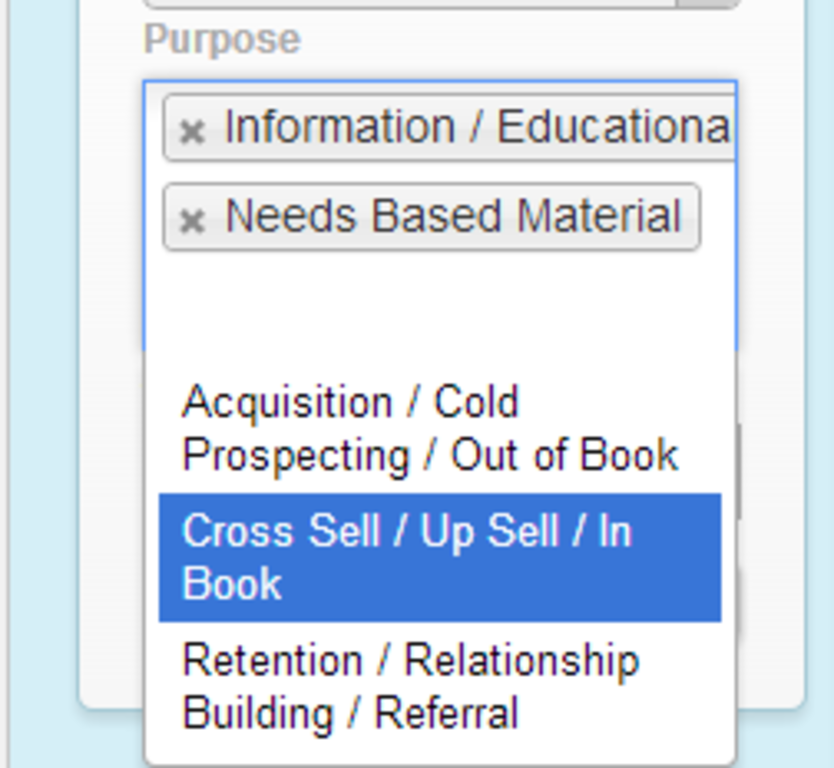 Purpose
Information / Educationa
Needs Based Material
Acquisition / Cold
Prospecting / Out of Book
Cross Sell / Up Sell / In
Book
Retention / Relationship
Building / Referral